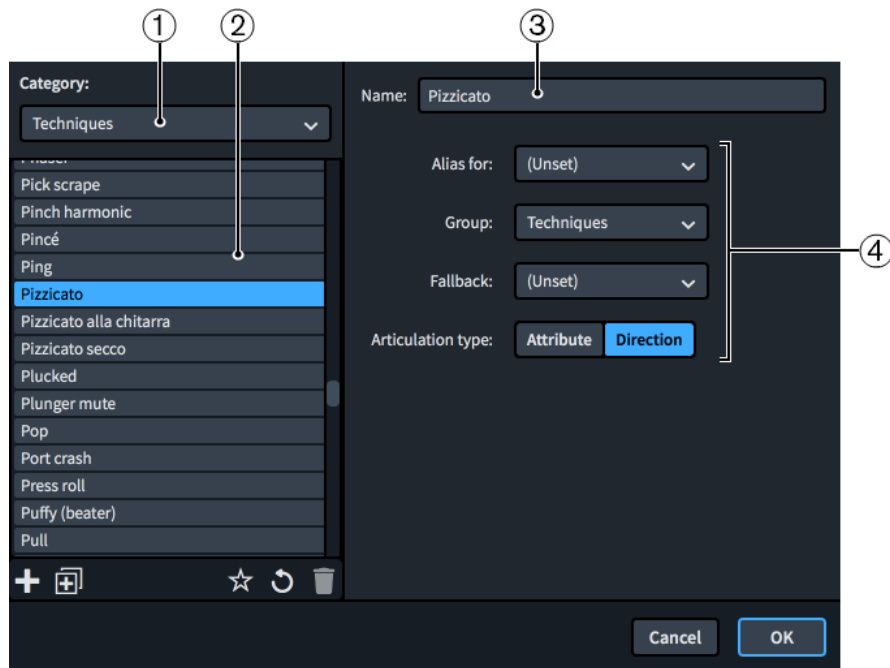 ① ② ③
Category:
Techniques
Name: Pizzicato
Pick scrape
Pinch harmonic
Pincé
Ping
Pizzicato
Pizzicato alla chitarra
Pizzicato secco
Plucked
Plunger mute
Pop
Port crash
Press roll
Puffy (beater)
Pull
Alias for: (Unset)
Group: Techniques
Fallback: (Unset)
Articulation type: Attribute Direction
④
Cancel OK